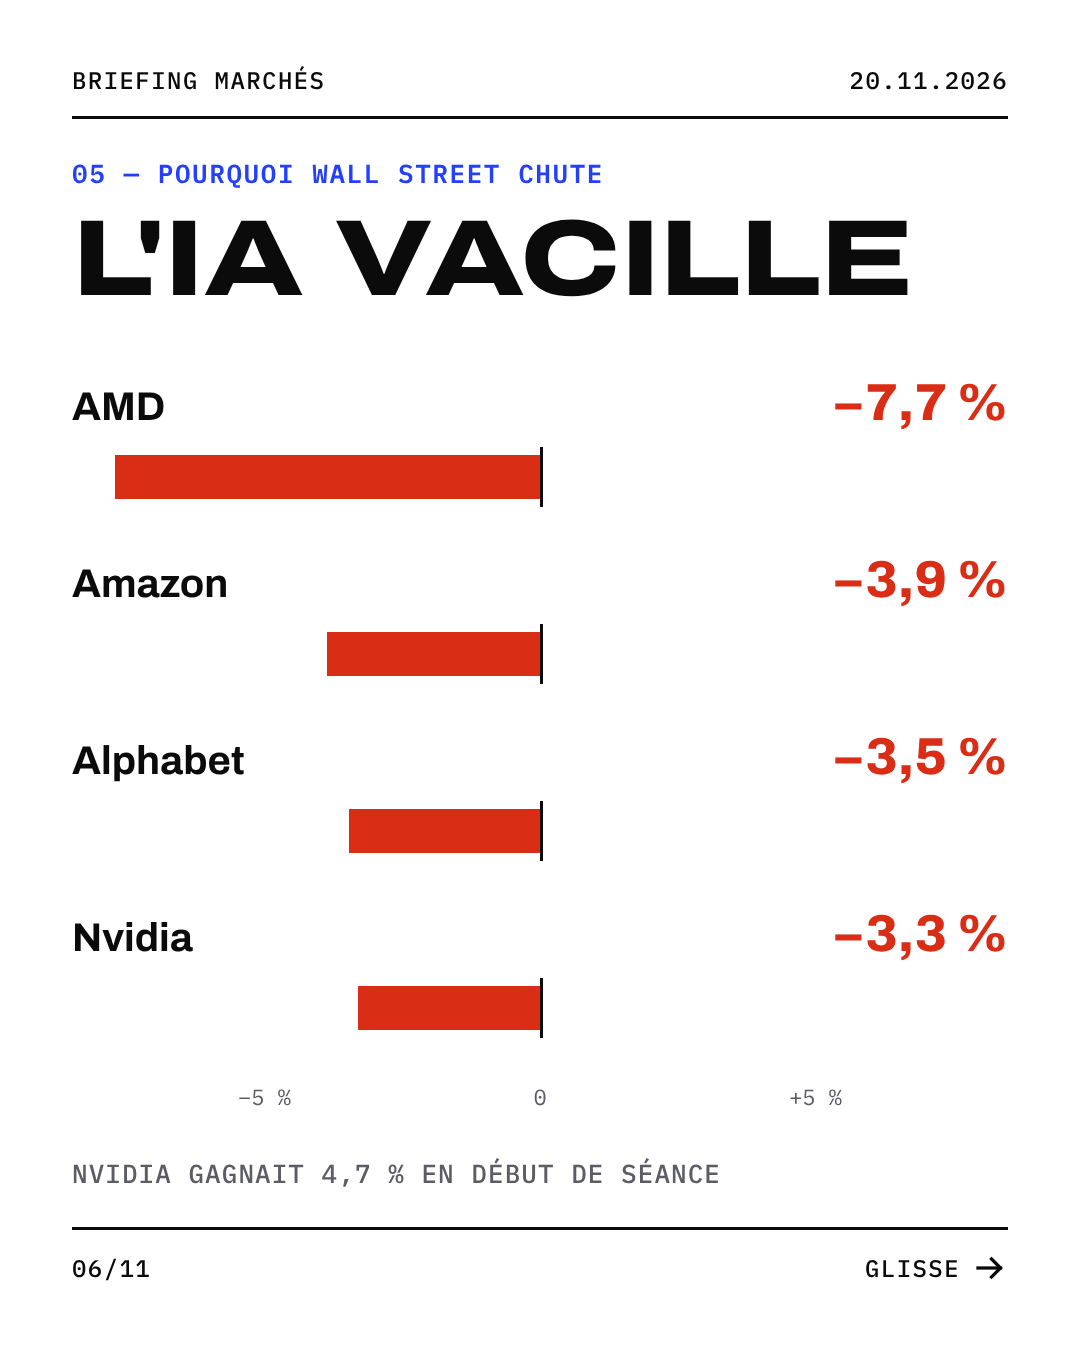 BRIEFING MARCHÉS 20.11.2026
05 — POURQUOI WALL STREET CHUTE
L'IA VACILLE
AMD −7,7 %
Amazon −3,9 %
Alphabet −3,5 %
Nvidia −3,3 %
−5 % 0 +5 %
NVIDIA GAGNAIT 4,7 % EN DÉBUT DE SÉANCE
06/11 GLISSE →